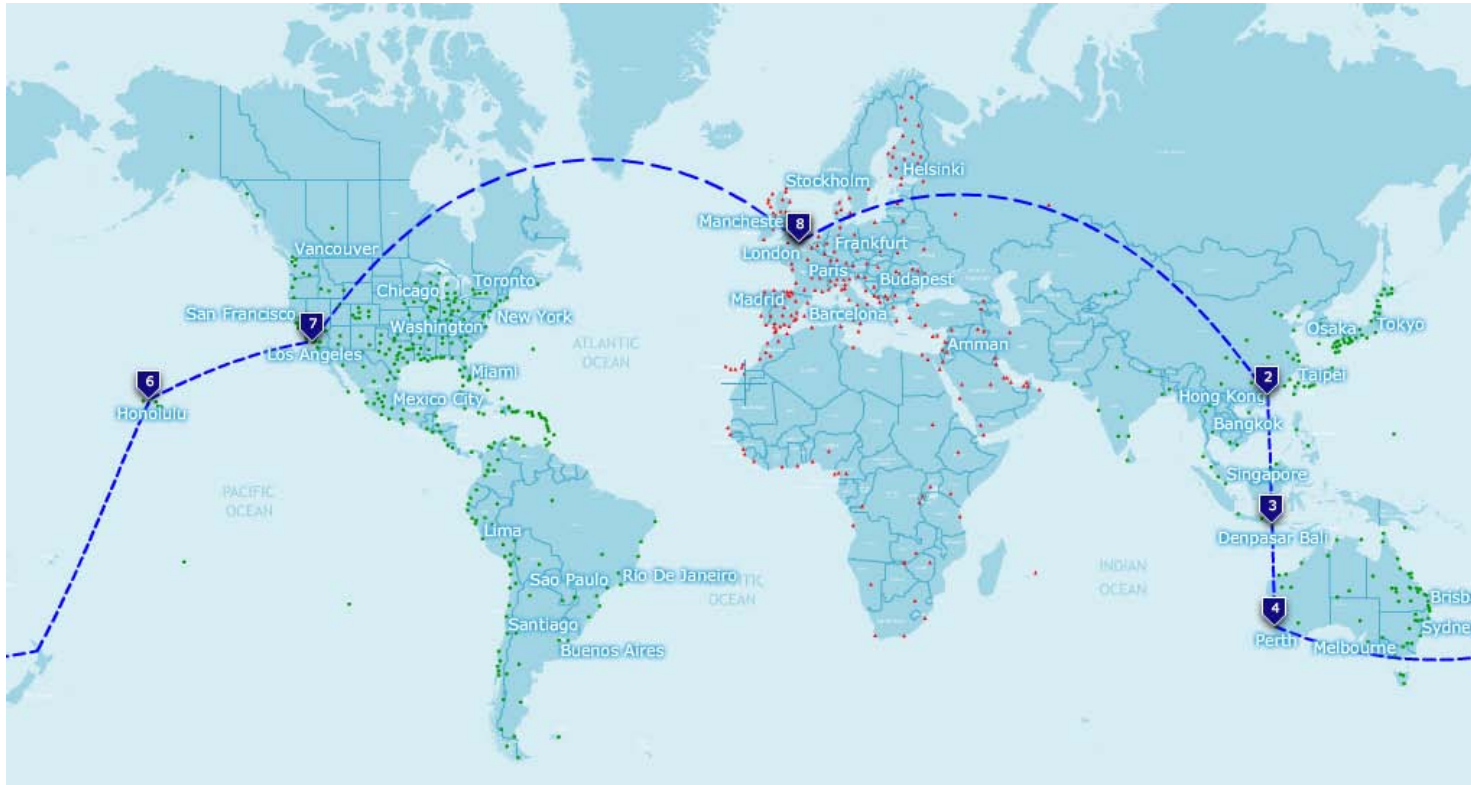 Helsinki
Stockholm
Manchester
8
London
Frankfurt
Paris
Budapest
Madrid
Barcelona
Amman
Vancouver
Chicago
Toronto
San Francisco
7
Washington
New York
Los Angeles
Miami
6
Honolulu
Mexico City
ATLANTIC
OCEAN
PACIFIC
OCEAN
Lima
Sao Paulo
Rio De Janeiro
OCEAN
Santiago
Buenos Aires
Osaka
Tokyo
2
Taipei
Hong Kong
Bangkok
Singapore
3
Denpasar Bali
INDIAN
OCEAN
4
Perth
Melbourne
Brisb
Sydne